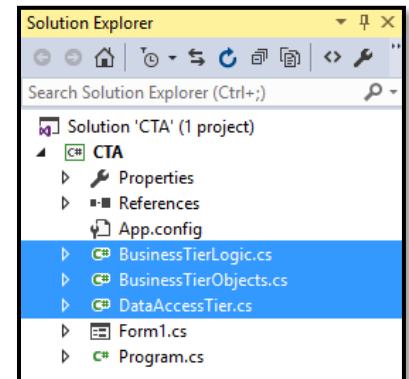 Solution Explorer
Search Solution Explorer (Ctrl+;)
Solution 'CTA' (1 project)
C# CTA
Properties
References
App.config
C# BusinessTierLogic.cs
C# BusinessTierObjects.cs
C# DataAccessTier.cs
Form1.cs
C# Program.cs